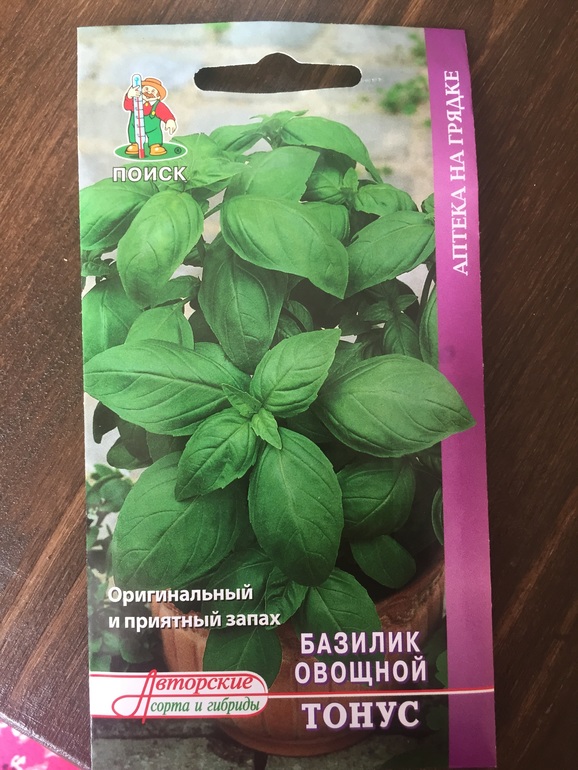 ПОИСК
АПТЕКА НА ГРЯДКЕ
Оригинальный
и приятный запах
БАЗИЛИК
ОВОЩНОЙ
Авторские
сорта и гибриды
ТОНУС